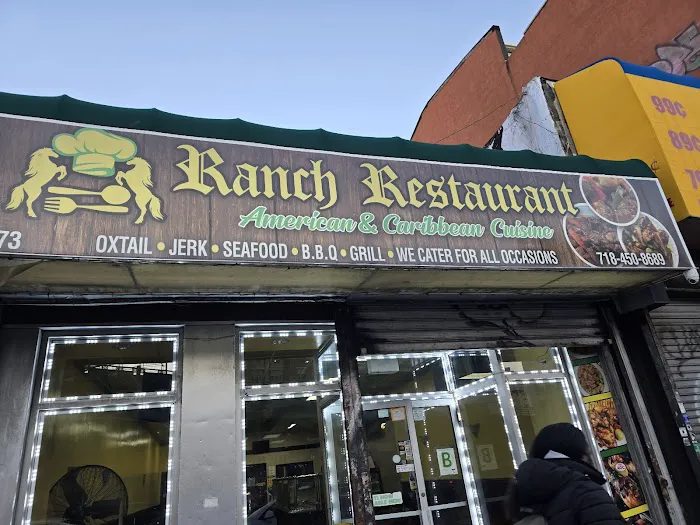 Ranch Restaurant
American & Caribbean Cuisine
73
OXTAIL • JERK • SEAFOOD • B.B.Q • GRILL • WE CATER FOR ALL OCCASIONS
718-450-8689
99¢
89¢
B
B